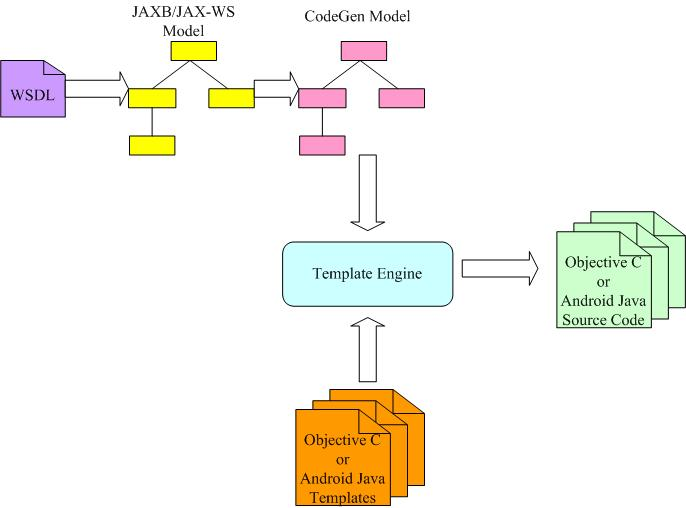 JAXB/JAX-WS
Model
CodeGen Model
WSDL
Template Engine
Objective C
or
Android Java
Source Code
Objective C
or
Android Java
Templates